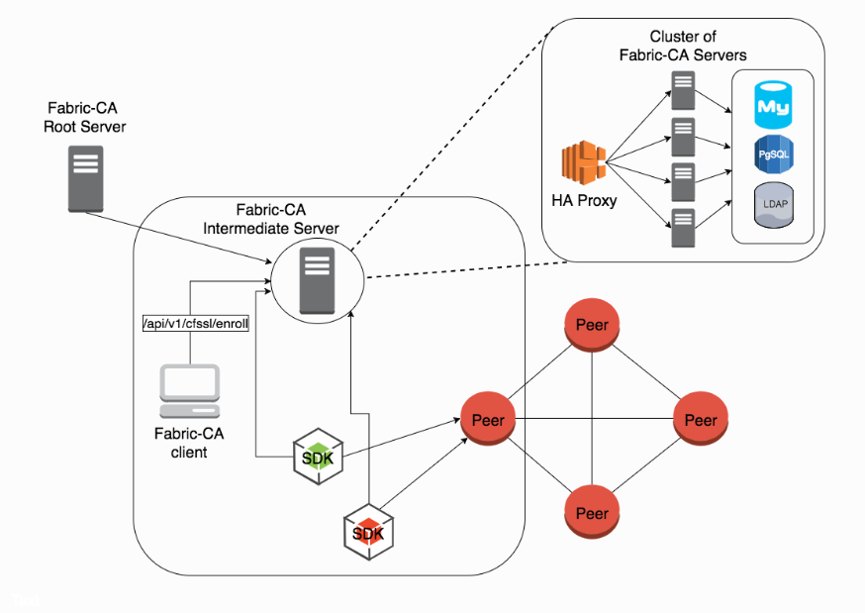 Cluster of
Fabric-CA Servers
My
PgSQL
LDAP
HA Proxy
Fabric-CA
Root Server
Fabric-CA
Intermediate Server
/api/v1/cfssl/enroll
Fabric-CA
client
SDK
SDK
Peer
Peer
Peer
Peer